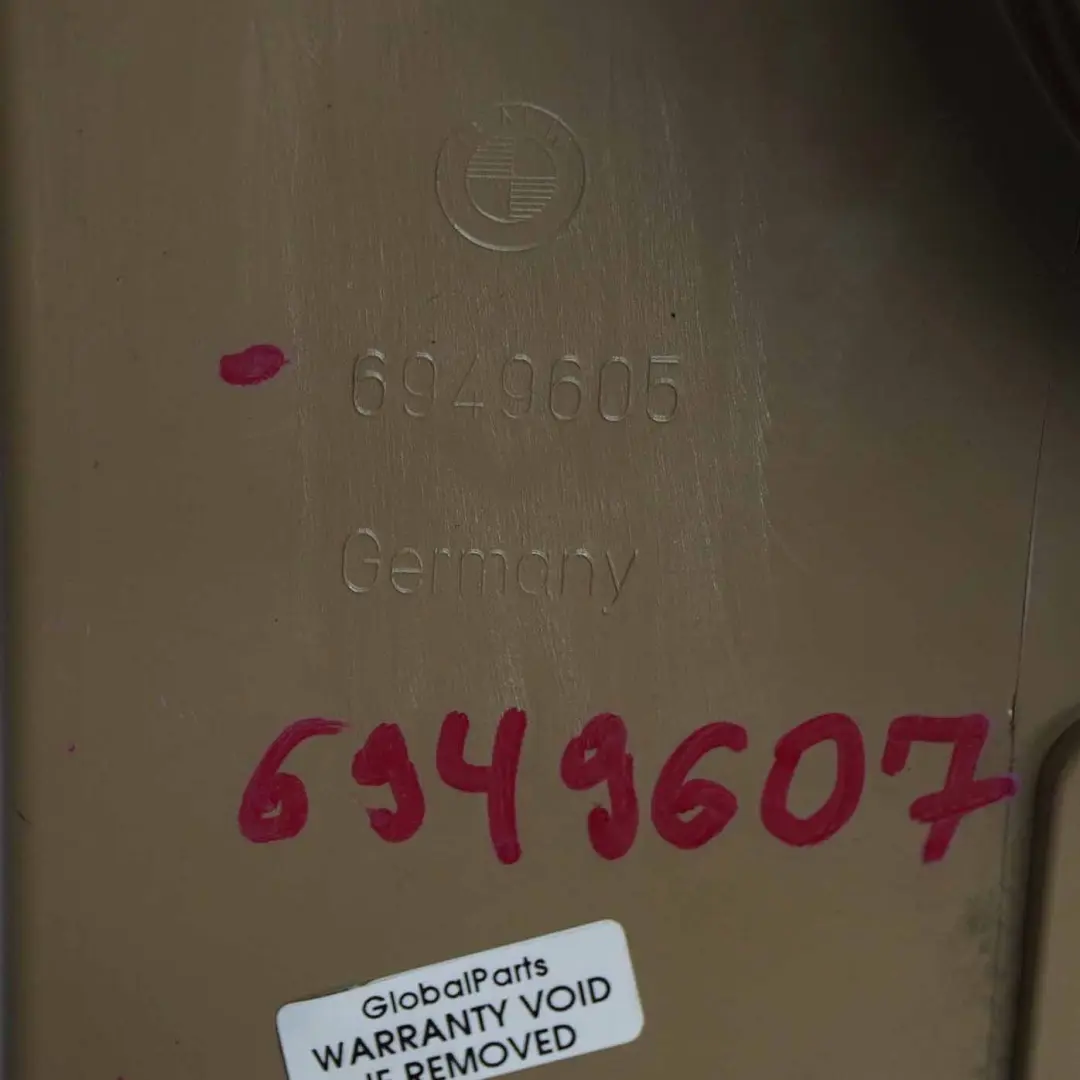 6949605
Germany
6949607
GlobalParts
WARRANTY VOID
IF REMOVED